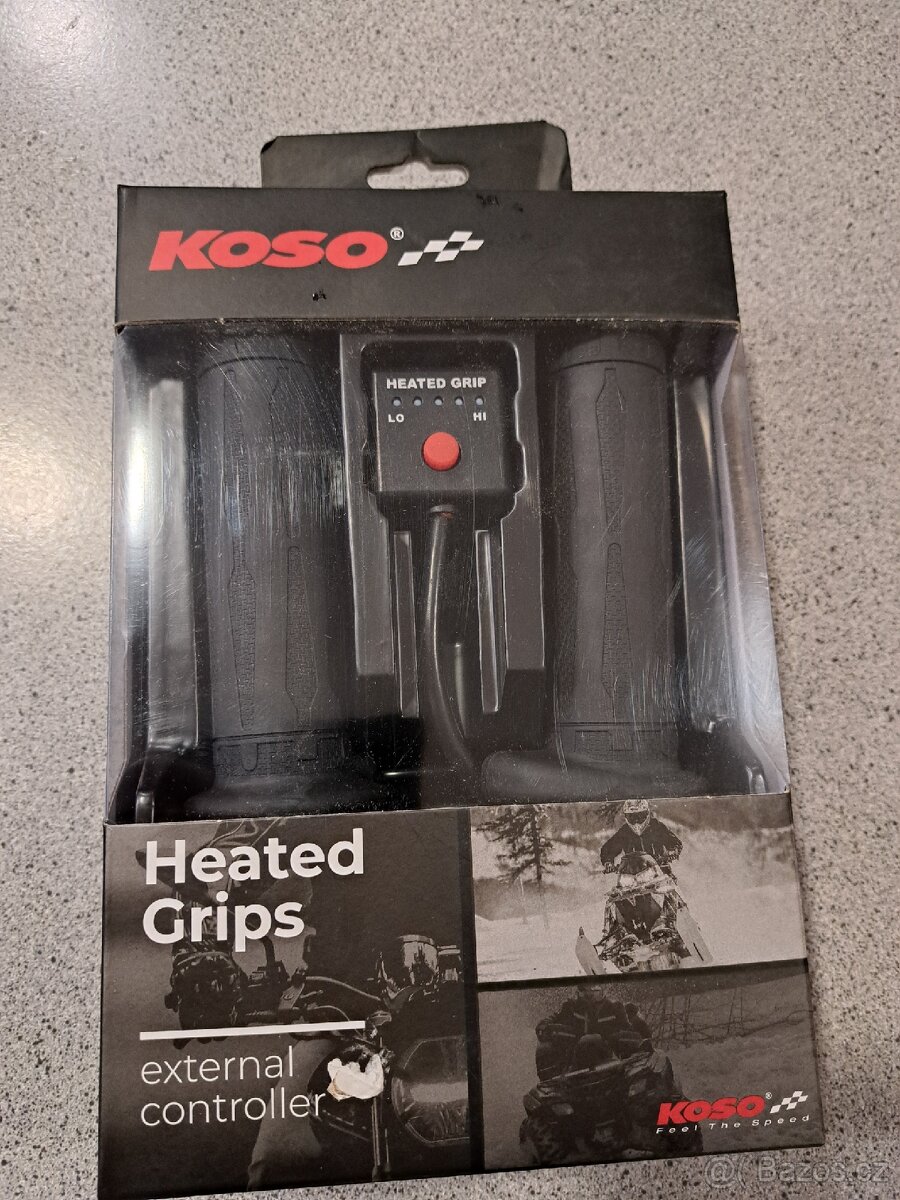 KOSO®
HEATED GRIP
LO HI
Heated
Grips
external
controller
KOSO®
Feel The Speed
@ Bazos.cz